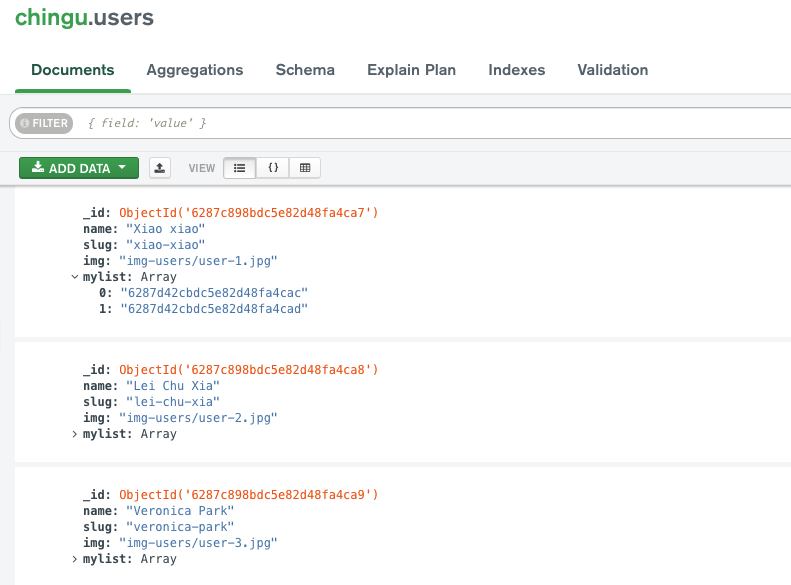 chingu.users
Documents Aggregations Schema Explain Plan Indexes Validation
FILTER { field: 'value' }
ADD DATA VIEW {}
_id: ObjectId('6287c898bdc5e82d48fa4ca7')
name: "Xiao xiao"
slug: "xiao-xiao"
img: "img-users/user-1.jpg"
mylist: Array
0: "6287d42cbdc5e82d48fa4cac"
1: "6287d42cbdc5e82d48fa4cad"
_id: ObjectId('6287c898bdc5e82d48fa4ca8')
name: "Lei Chu Xia"
slug: "lei-chu-xia"
img: "img-users/user-2.jpg"
mylist: Array
_id: ObjectId('6287c898bdc5e82d48fa4ca9')
name: "Veronica Park"
slug: "veronica-park"
img: "img-users/user-3.jpg"
mylist: Array